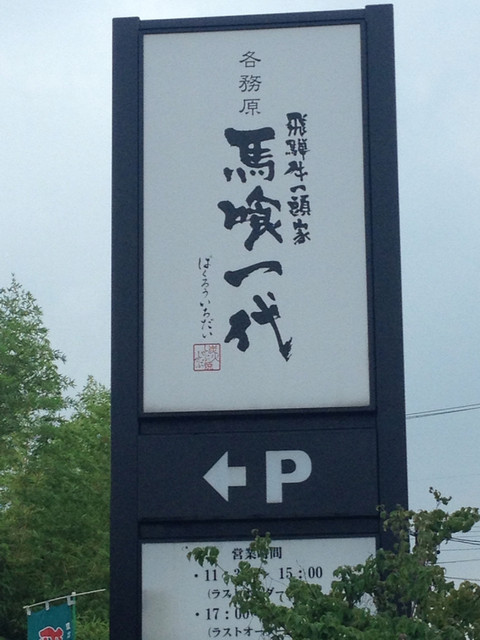 各務原
飛騨牛一頭家
馬喰一代
ばくろういちだい
P
営業時間
・11 15:00
(ラスト
・17:00
(ラストオー